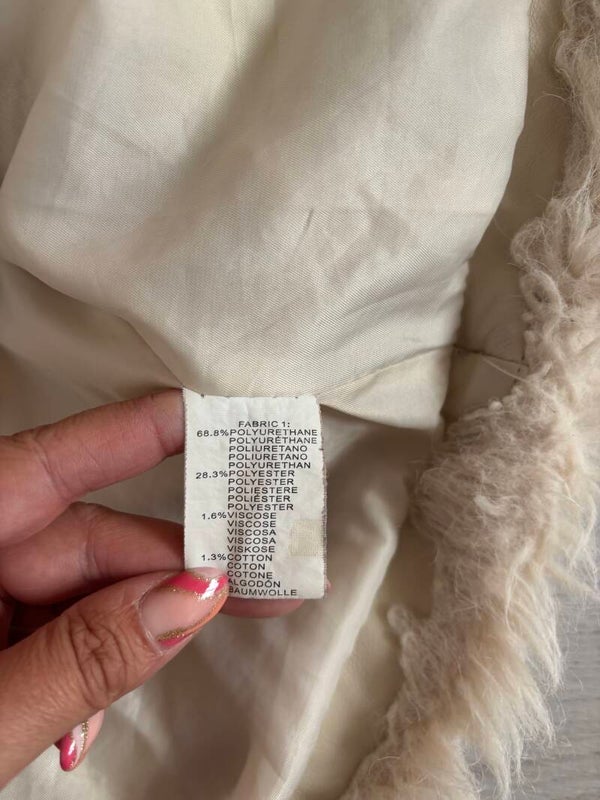 FABRIC 1:
68.8% POLYURETHANE
POLYURÉTHANE
POLIURETANO
POLIURETANO
POLYURETHAN
28.3% POLYESTER
POLYESTER
POLIESTERE
POLIÉSTER
POLYESTER
1.6% VISCOSE
VISCOSE
VISCOSA
VISCOSA
VISKOSE
1.3% COTTON
COTON
COTONE
ALGODÓN
BAUMWOLLE